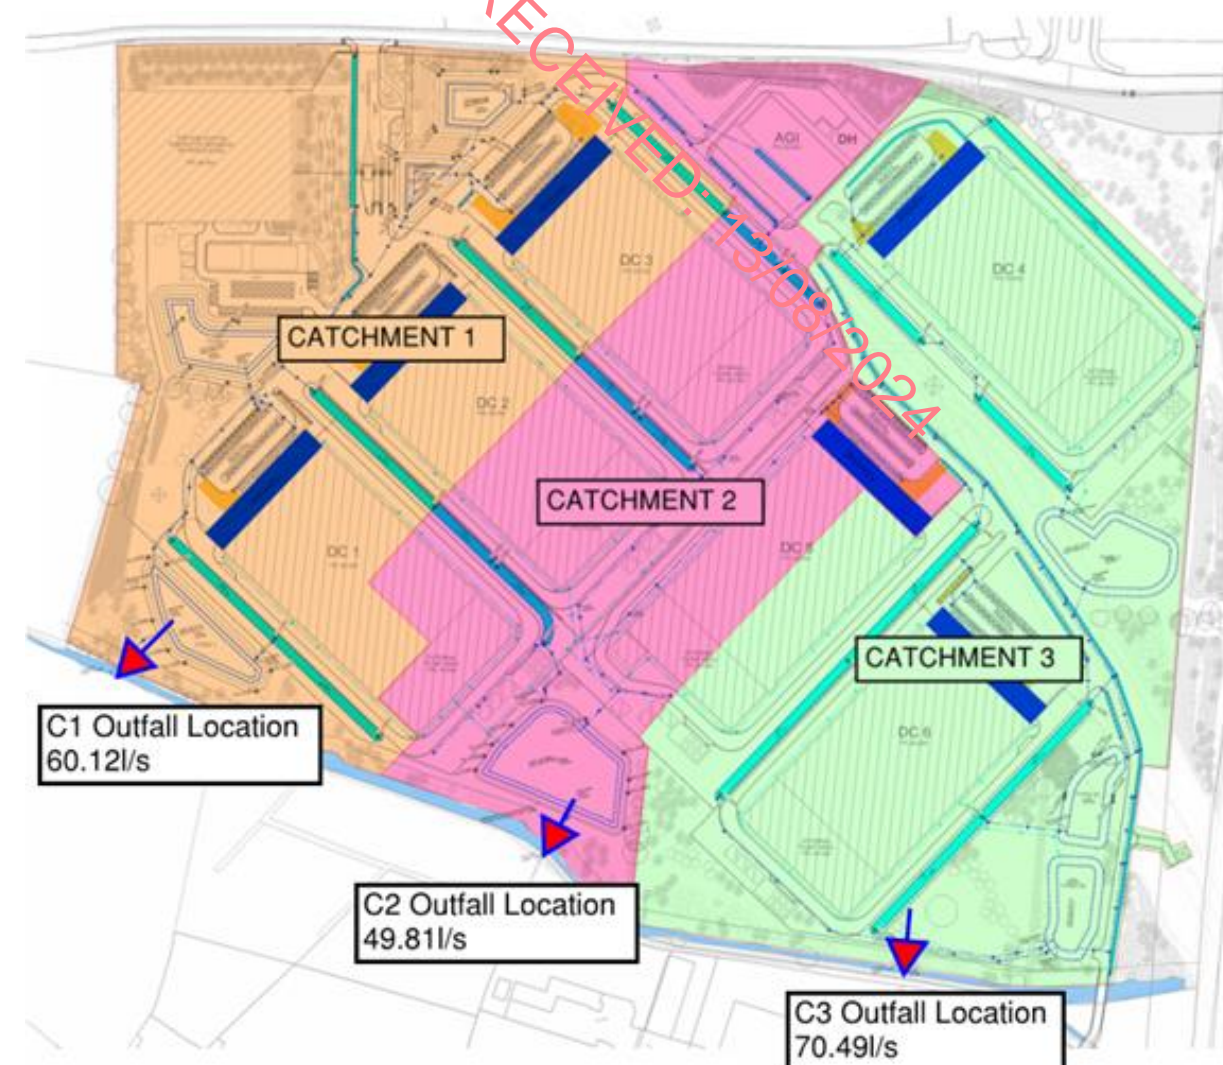 RECEIVED: 13/08/2024
AGI
DH
DC 3
DC 4
CATCHMENT 1
DC 2
CATCHMENT 2
DC 1
DC 5
CATCHMENT 3
DC 6
C1 Outfall Location
60.12l/s
C2 Outfall Location
49.81l/s
C3 Outfall Location
70.49l/s